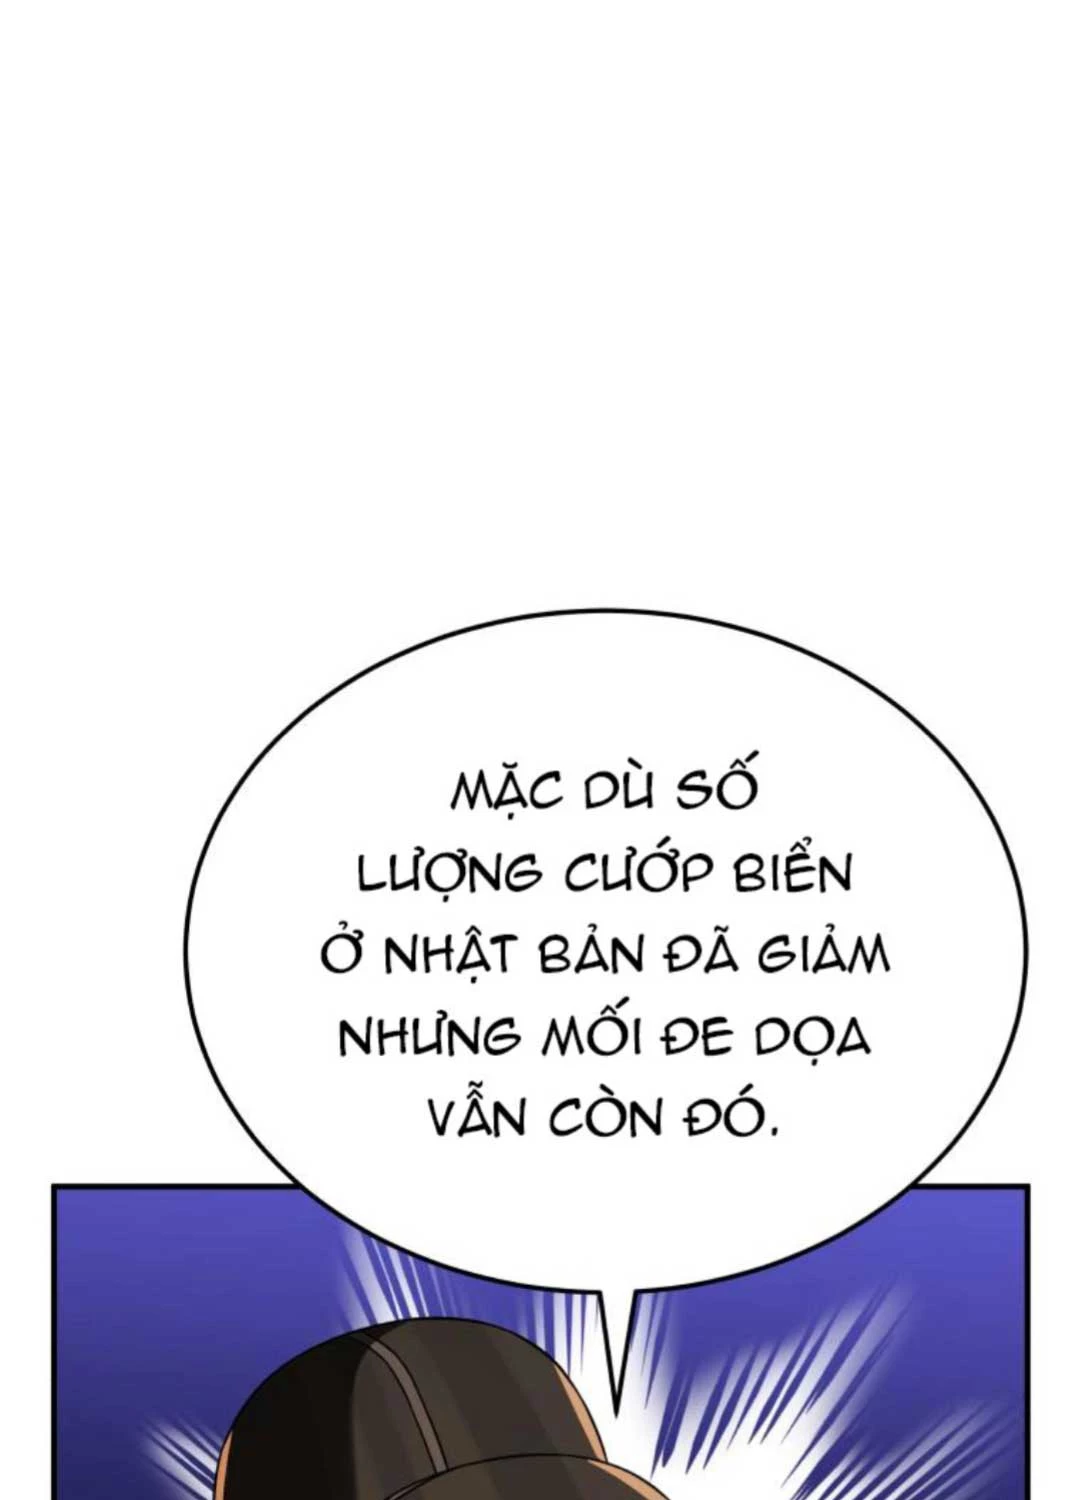 MẶC DÙ SỐ
LƯỢNG CƯỚP BIỂN
Ở NHẬT BẢN ĐÃ GIẢM
NHƯNG MỐI ĐE DỌA
VẪN CÒN ĐÓ.